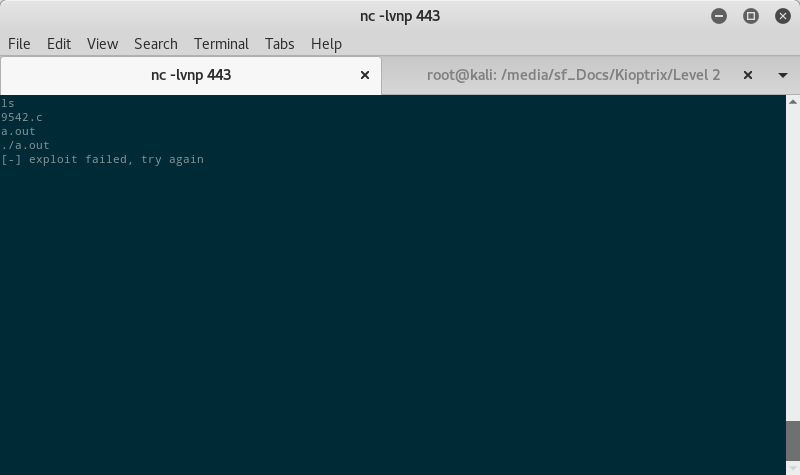 nc -lvnp 443
File Edit View Search Terminal Tabs Help
nc -lvnp 443 root@kali: /media/sf_Docs/Kioptrix/Level 2
ls
9542.c
a.out
./a.out
[-] exploit failed, try again